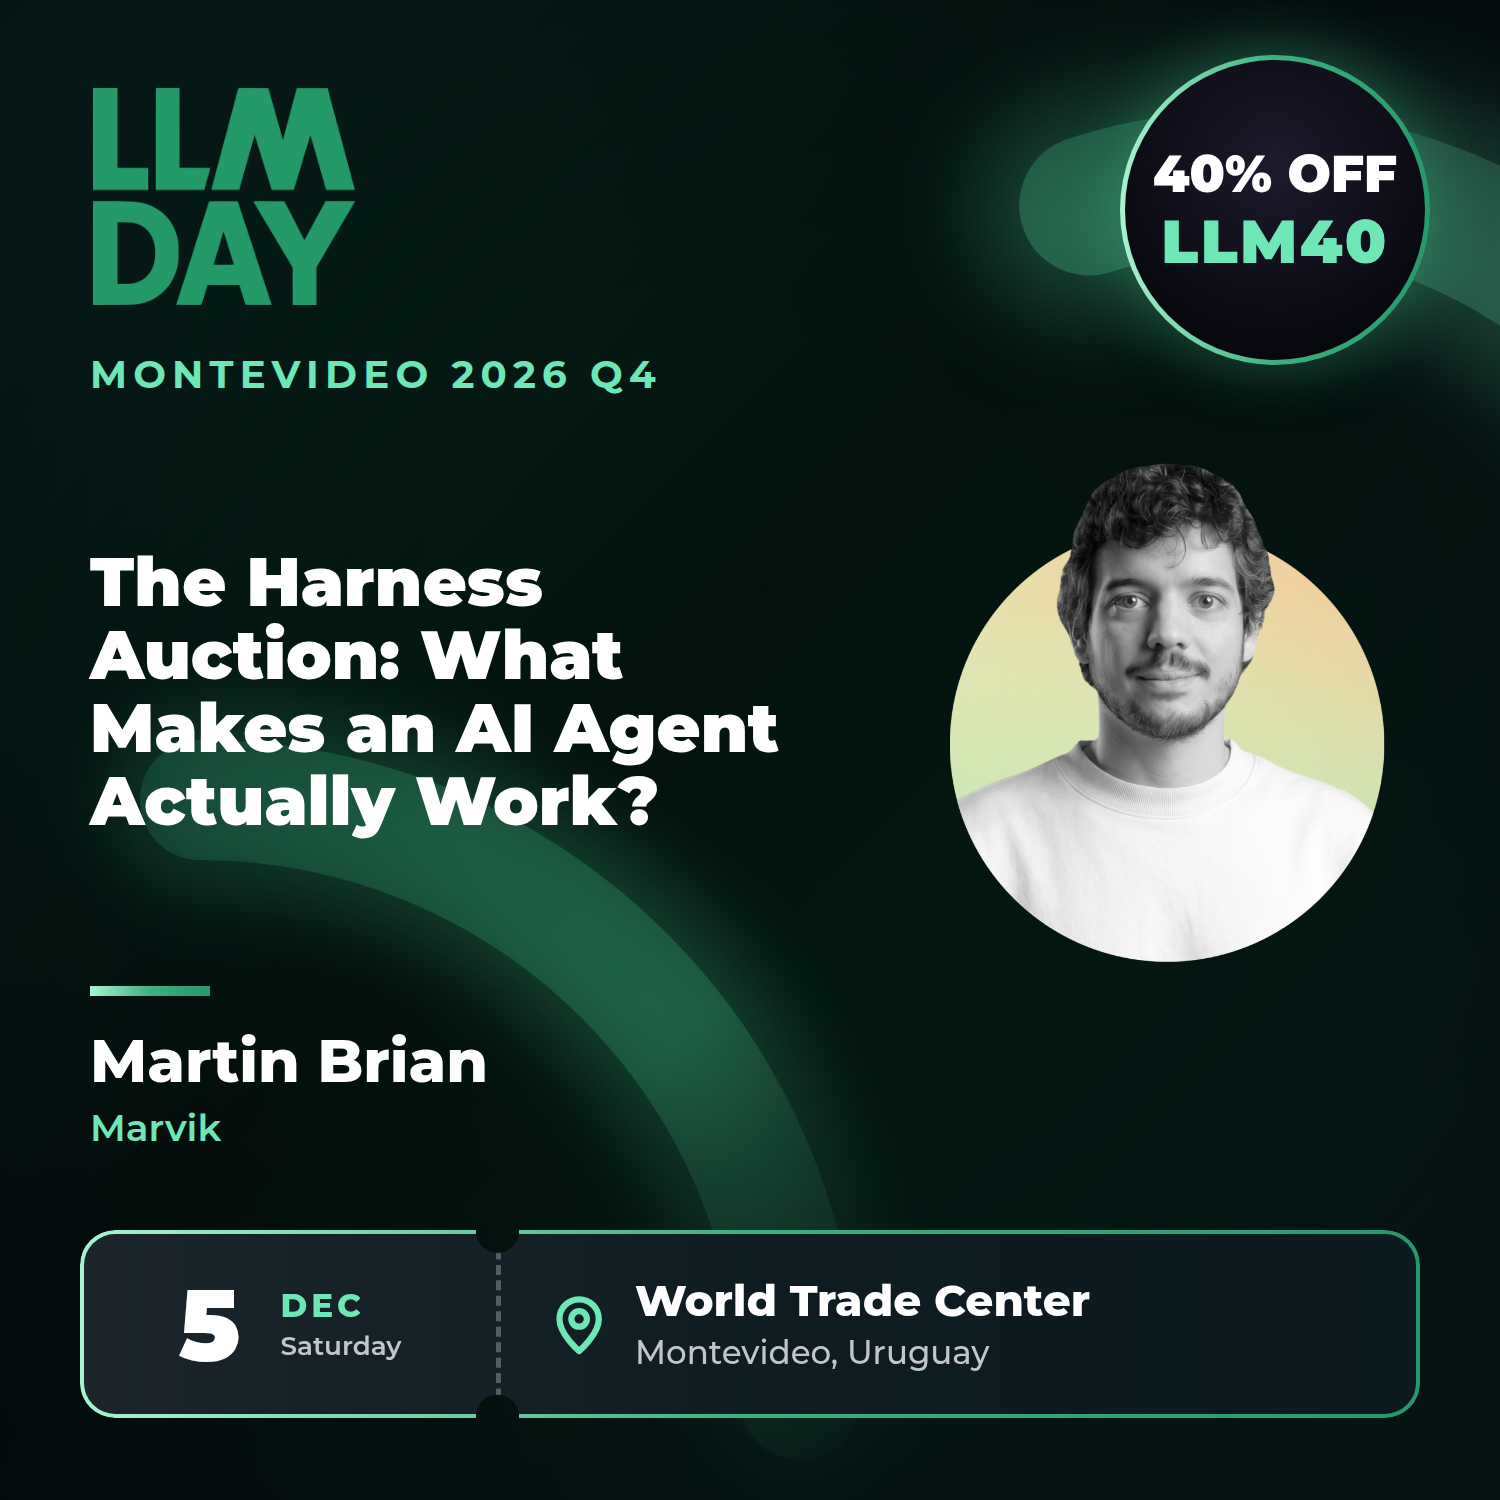 LLM
DAY
MONTEVIDEO 2026 Q4
40% OFF
LLM40
The Harness
Auction: What
Makes an AI Agent
Actually Work?
Martin Brian
Marvik
5
DEC
Saturday
World Trade Center
Montevideo, Uruguay